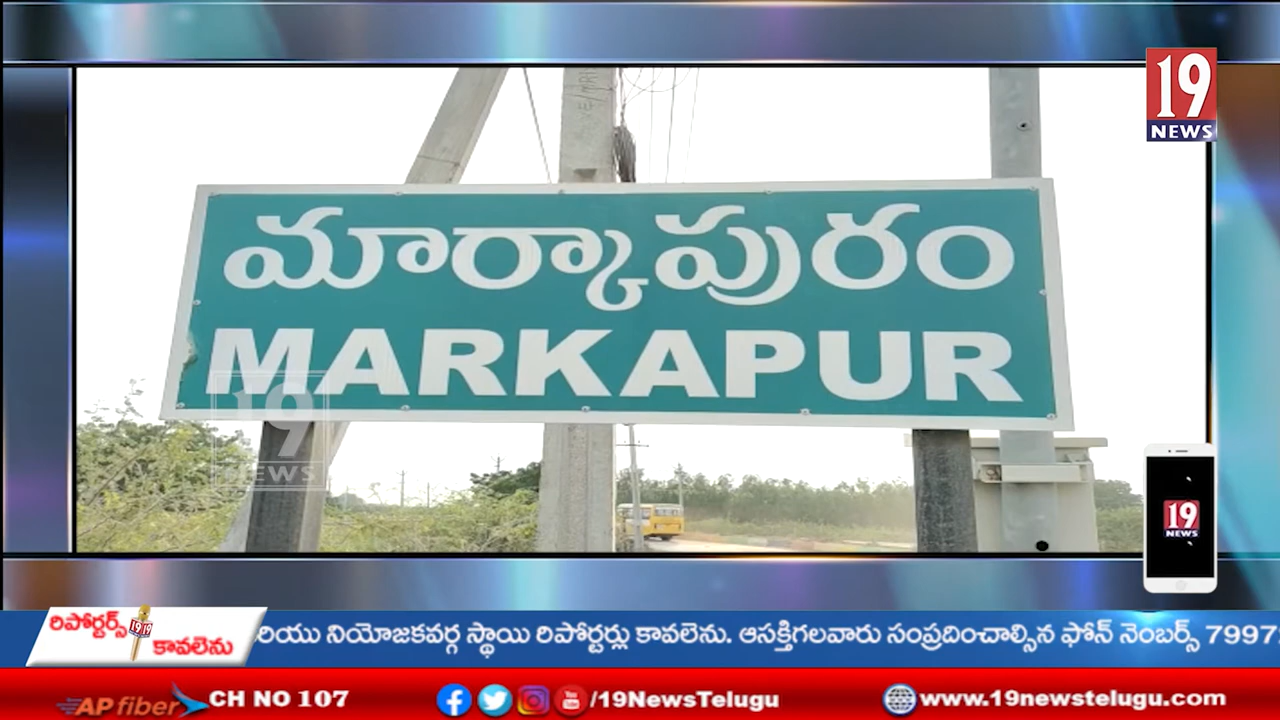 19
NEWS
మార్కాపురం
MARKAPUR
19
NEWS
19
NEWS
రిపోర్టర్స్
19 19
కావలెను
రియు నియోజకవర్గ స్థాయి రిపోర్టర్లు కావలెను. ఆసక్తిగలవారు సంప్రదించాల్సిన ఫోన్ నెంబర్స్ 7997
AP fiber CH NO 107 /19NewsTelugu www.19newstelugu.com